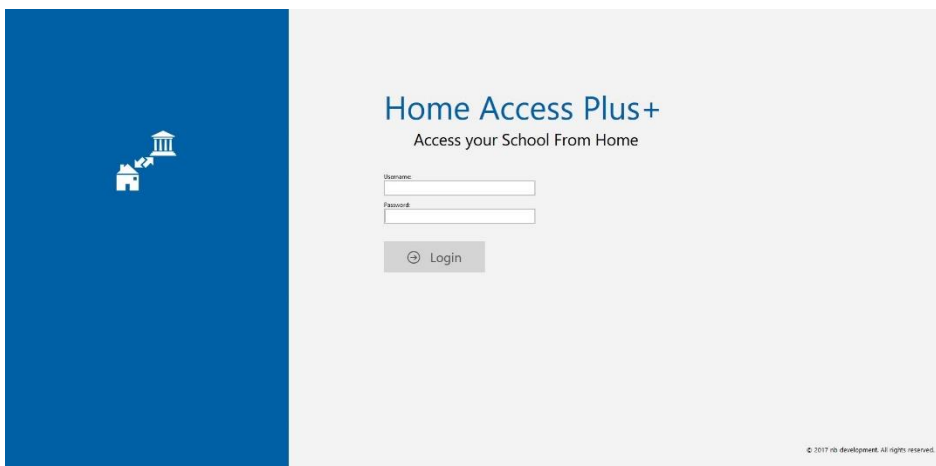 Home Access Plus+
Access your School From Home
Username:
Password:
Login
© 2017 nb development. All rights reserved.